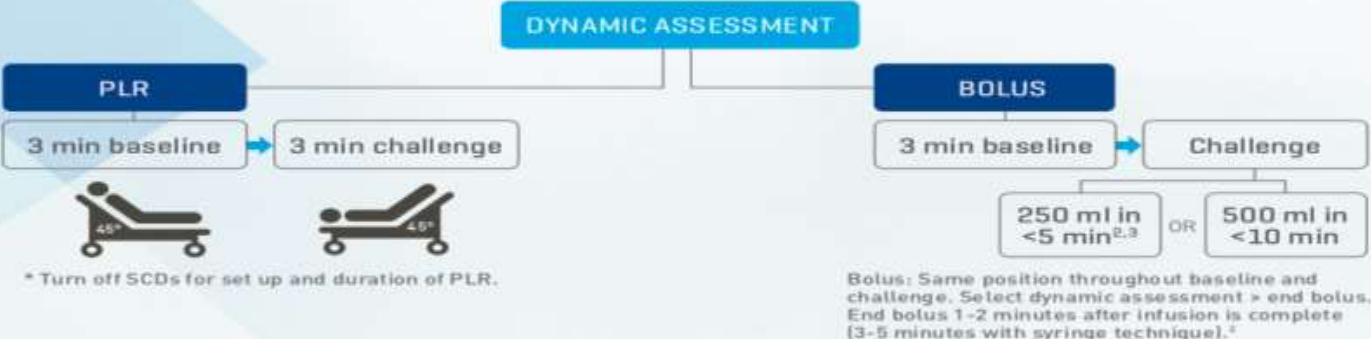 DYNAMIC ASSESSMENT
PLR
3 min baseline
3 min challenge
45°
45°
* Turn off SCDs for set up and duration of PLR.
BOLUS
3 min baseline
Challenge
250 ml in
<5 min²,³
OR
500 ml in
<10 min
Bolus: Same position throughout baseline and
challenge. Select dynamic assessment > end bolus.
End bolus 1-2 minutes after infusion is complete
(3-5 minutes with syringe technique).